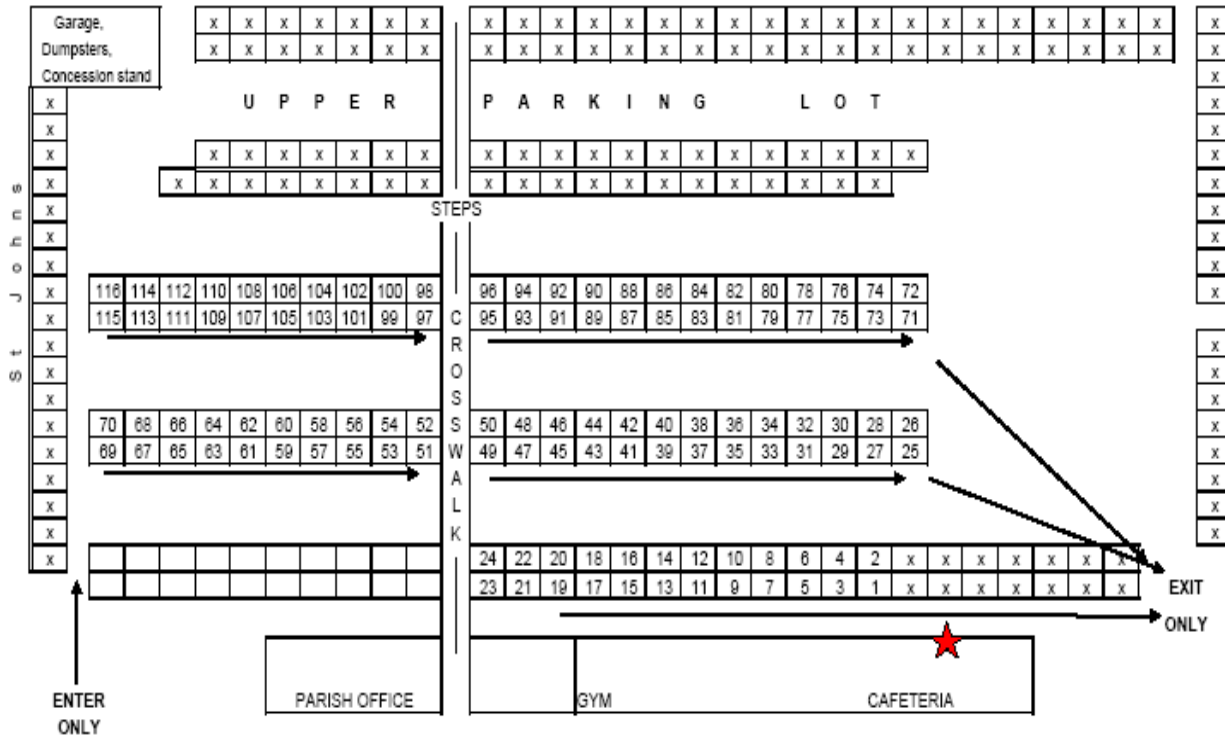 Garage,
Dumpsters,
Concession stand
x x x x x x x x x x x x x x x x x x x x x x x x x x x
x x x x x x x x x x x x x x x x x x x x x x x x x x x
U P P E R P A R K I N G L O T
x x x x x x x x x x x x x x x x x x x x
x x x x x x x x x x x x x x x x x x x x
STEPS
116 114 112 110 108 106 104 102 100 98 96 94 92 90 88 86 84 82 80 78 76 74 72
115 113 111 109 107 105 103 101 99 97 95 93 91 89 87 85 83 81 79 77 75 73 71
70 68 66 64 62 60 58 56 54 52 50 48 46 44 42 40 38 36 34 32 30 28 26
69 67 65 63 61 59 57 55 53 51 49 47 45 43 41 39 37 35 33 31 29 27 25
24 22 20 18 16 14 12 10 8 6 4 2 x x x x x x x
23 21 19 17 15 13 11 9 7 5 3 1 x x x x x x x
CROSSWALK
St Johns
x x x x x x x x x x x x x x x x x x
x x x x x x x x x x x
x x x x x x x x
EXIT
ONLY
PARISH OFFICE
GYM
CAFETERIA
ENTER
ONLY